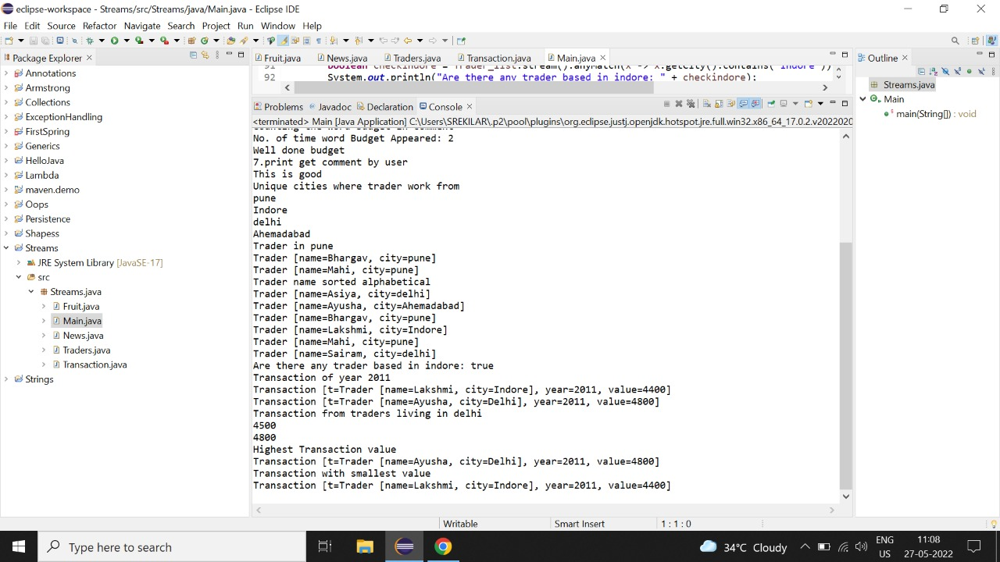 eclipse-workspace - Streams/src/Streams/java/Main.java - Eclipse IDE
File Edit Source Refactor Navigate Search Project Run Window Help
Package Explorer
Annotations
Armstrong
Collections
ExceptionHandling
FirstSpring
Generics
HelloJava
Lambda
maven.demo
Oops
Persistence
Shapess
Streams
JRE System Library [JavaSE-17]
src
Streams.java
Fruit.java
Main.java
News.java
Traders.java
Transaction.java
Strings
Fruit.java News.java Traders.java Transaction.java Main.java
91 boolean checkindore = Trader_list.stream().anyMatch(x -> x.getCity().contains("Indore"))
92 System.out.println("Are there any trader based in indore: " + checkindore);
Problems Javadoc Declaration Console
<terminated> Main [Java Application] C:\Users\SREKILAR\.p2\pool\plugins\org.eclipse.justj.openjdk.hotspot.jre.full.win32.x86_64_17.0.2.v2022020
No. of time word Budget Appeared: 2
Well done budget
7.print get comment by user
This is good
Unique cities where trader work from
pune
Indore
delhi
Ahemadabad
Trader in pune
Trader [name=Bhargav, city=pune]
Trader [name=Mahi, city=pune]
Trader name sorted alphabetical
Trader [name=Asiya, city=delhi]
Trader [name=Ayusha, city=Ahemadabad]
Trader [name=Bhargav, city=pune]
Trader [name=Lakshmi, city=Indore]
Trader [name=Mahi, city=pune]
Trader [name=Sairam, city=delhi]
Are there any trader based in indore: true
Transaction of year 2011
Transaction [t=Trader [name=Lakshmi, city=Indore], year=2011, value=4400]
Transaction [t=Trader [name=Ayusha, city=Delhi], year=2011, value=4800]
Transaction from traders living in delhi
4500
4800
Highest Transaction value
Transaction [t=Trader [name=Ayusha, city=Delhi], year=2011, value=4800]
Transaction with smallest value
Transaction [t=Trader [name=Lakshmi, city=Indore], year=2011, value=4400]
Outline
Streams.java
Main
main(String[]) : void
Writable Smart Insert 1 : 1 : 0
Type here to search
34°C Cloudy
ENG
US
11:08
27-05-2022